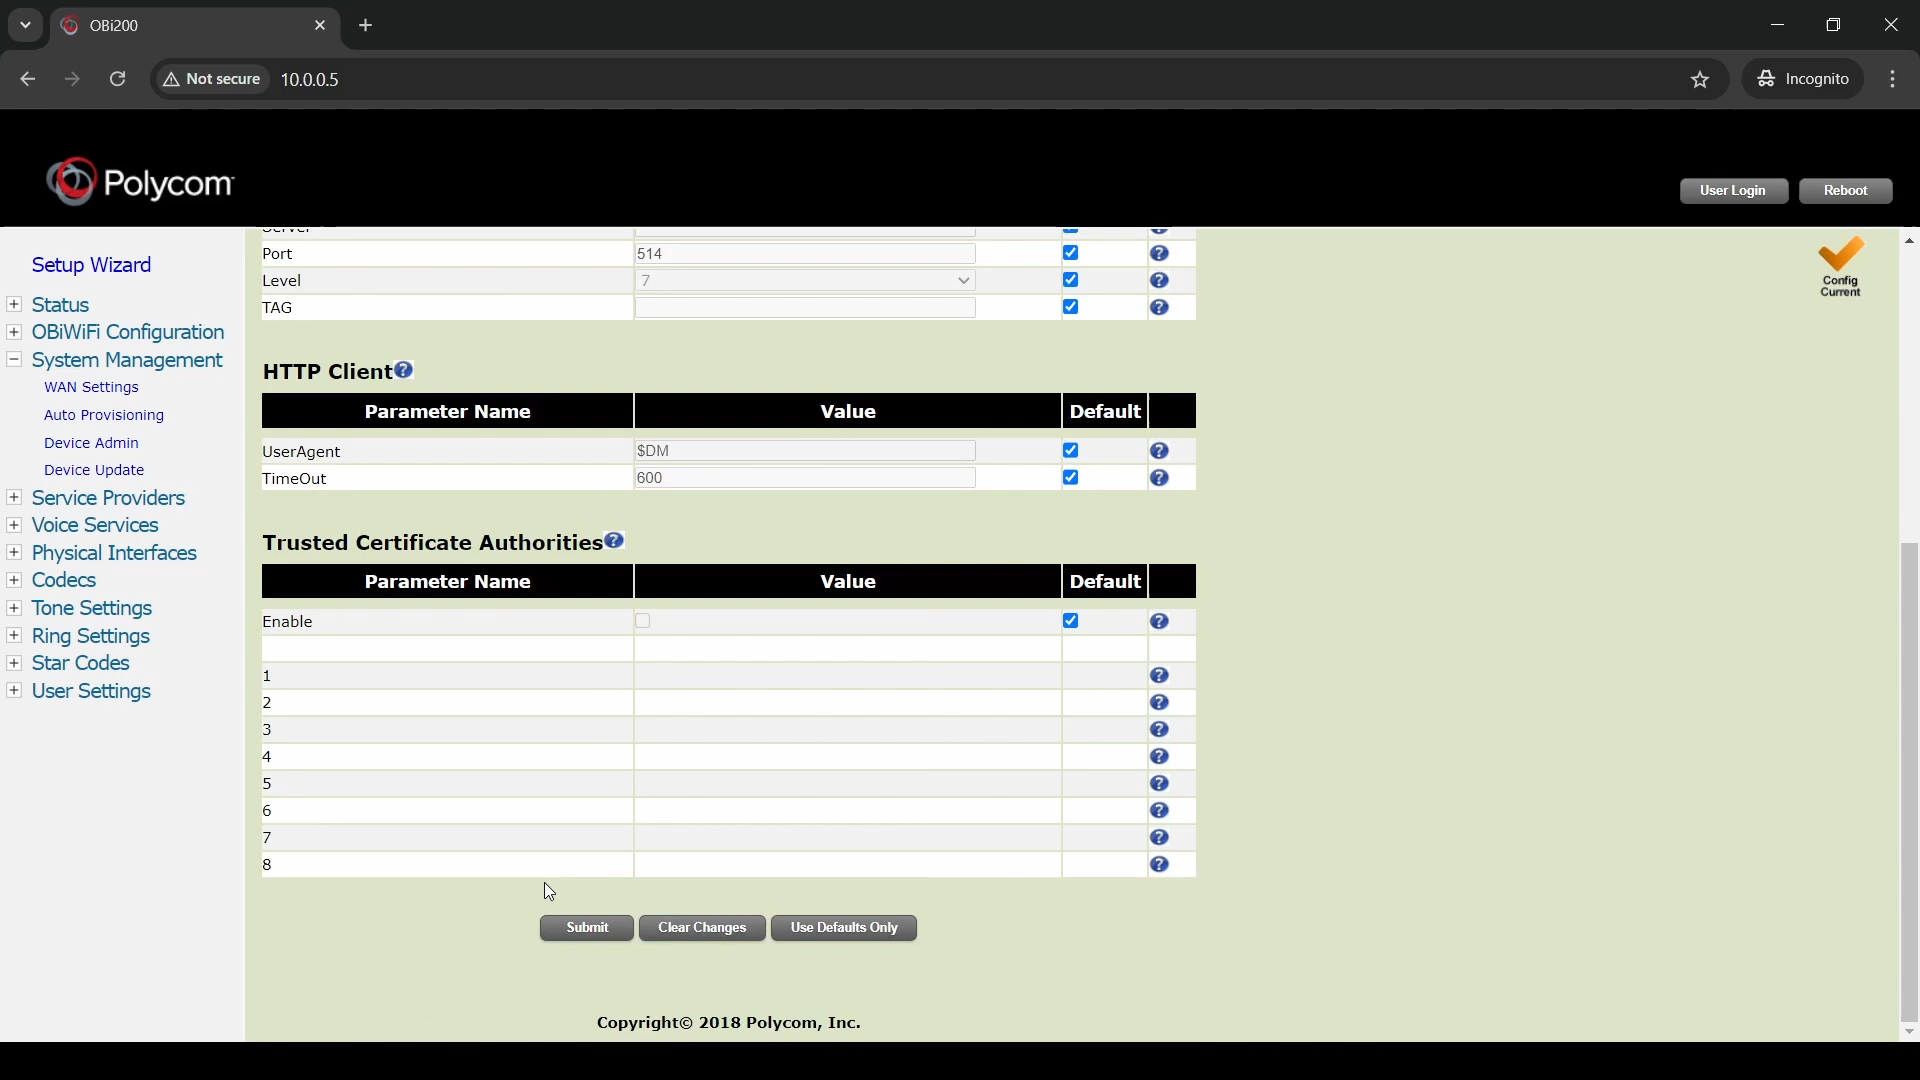 OBi200
Not secure
10.0.0.5
Incognito
Polycom
User Login
Reboot
Setup Wizard
Status
OBiWiFi Configuration
System Management
WAN Settings
Auto Provisioning
Device Admin
Device Update
Service Providers
Voice Services
Physical Interfaces
Codecs
Tone Settings
Ring Settings
Star Codes
User Settings
Port 514
Level 7
TAG
Config
Current
HTTP Client
Parameter Name Value Default
UserAgent $DM
TimeOut 600
Trusted Certificate Authorities
Parameter Name Value Default
Enable
1
2
3
4
5
6
7
8
Submit Clear Changes Use Defaults Only
Copyright© 2018 Polycom, Inc.